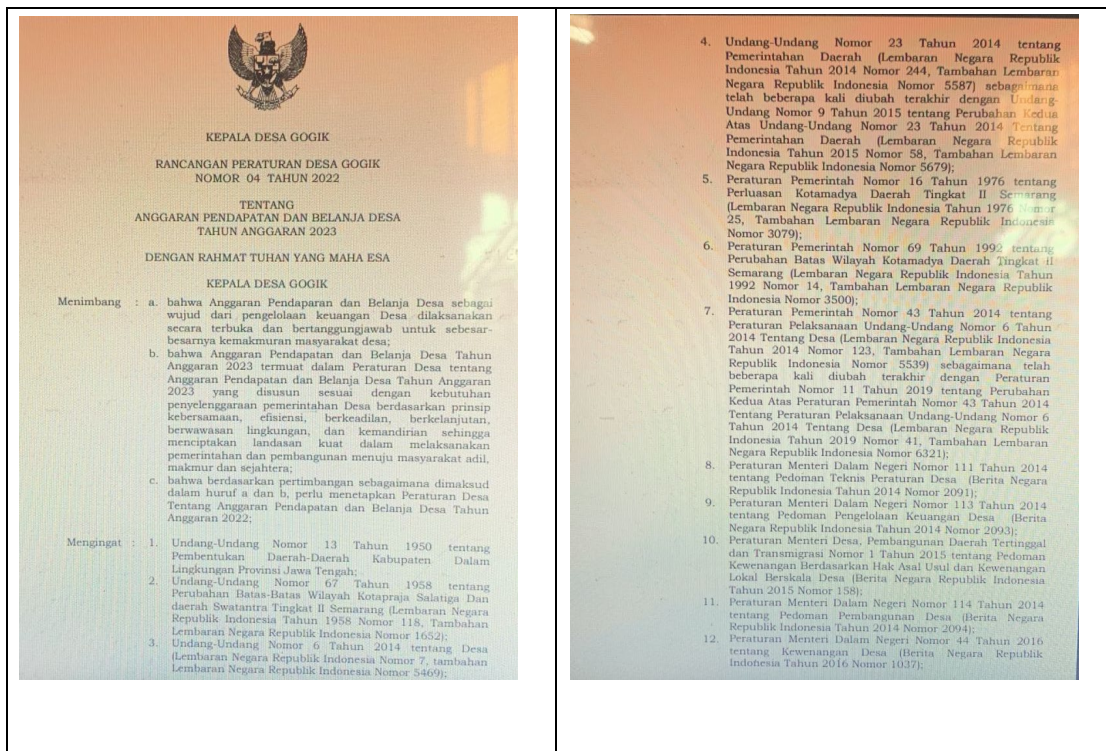 KEPALA DESA GOGIK
RANCANGAN PERATURAN DESA GOGIK
NOMOR 04 TAHUN 2022
TENTANG
ANGGARAN PENDAPATAN DAN BELANJA DESA
TAHUN ANGGARAN 2023
DENGAN RAHMAT TUHAN YANG MAHA ESA
KEPALA DESA GOGIK
Menimbang : a. bahwa Anggaran Pendaparan dan Belanja Desa sebagai
wujud dari pengelolaan keuangan Desa dilaksanakan
secara terbuka dan bertanggungjawab untuk sebesar-
besarnya kemakmuran masyarakat desa;
b. bahwa Anggaran Pendapatan dan Belanja Desa Tahun
Anggaran 2023 termuat dalam Peraturan Desa tentang
Anggaran Pendapatan dan Belanja Desa Tahun Anggaran
2023 yang disusun sesuai dengan kebutuhan
penyelenggaraan pemerintahan Desa berdasarkan prinsip
kebersamaan, efisiensi, berkeadilan, berkelanjutan,
berwawasan lingkungan, dan kemandirian sehingga
menciptakan landasan kuat dalam melaksanakan
pemerintahan dan pembangunan menuju masyarakat adil,
makmur dan sejahtera;
c. bahwa berdasarkan pertimbangan sebagaimana dimaksud
dalam huruf a dan b, perlu menetapkan Peraturan Desa
Tentang Anggaran Pendapatan dan Belanja Desa Tahun
Anggaran 2022;
Mengingat : 1. Undang-Undang Nomor 13 Tahun 1950 tentang
Pembentukan Daerah-Daerah Kabupaten Dalam
Lingkungan Provinsi Jawa Tengah;
2. Undang-Undang Nomor 67 Tahun 1958 tentang
Perubahan Batas-Batas Wilayah Kotapraja Salatiga Dan
daerah Swatantra Tingkat II Semarang (Lembaran Negara
Republik Indonesia Tahun 1958 Nomor 118, Tambahan
Lembaran Negara Republik Indonesia Nomor 1652);
3. Undang-Undang Nomor 6 Tahun 2014 tentang Desa
(Lembaran Negara Republik Indonesia Nomor 7, tambahan
Lembaran Negara Republik Indonesia Nomor 5469);
4. Undang-Undang Nomor 23 Tahun 2014 tentang
Pemerintahan Daerah (Lembaran Negara Republik
Indonesia Tahun 2014 Nomor 244, Tambahan Lembaran
Negara Republik Indonesia Nomor 5587) sebagaimana
telah beberapa kali diubah terakhir dengan Undang-
Undang Nomor 9 Tahun 2015 tentang Perubahan Kedua
Atas Undang-Undang Nomor 23 Tahun 2014 Tentang
Pemerintahan Daerah (Lembaran Negara Republik
Indonesia Tahun 2015 Nomor 58, Tambahan Lembaran
Negara Republik Indonesia Nomor 5679);
5. Peraturan Pemerintah Nomor 16 Tahun 1976 tentang
Perluasan Kotamadya Daerah Tingkat II Semarang
(Lembaran Negara Republik Indonesia Tahun 1976 Nomor
25, Tambahan Lembaran Negara Republik Indonesia
Nomor 3079);
6. Peraturan Pemerintah Nomor 69 Tahun 1992 tentang
Perubahan Batas Wilayah Kotamadya Daerah Tingkat II
Semarang (Lembaran Negara Republik Indonesia Tahun
1992 Nomor 14, Tambahan Lembaran Negara Republik
Indonesia Nomor 3500);
7. Peraturan Pemerintah Nomor 43 Tahun 2014 tentang
Peraturan Pelaksanaan Undang-Undang Nomor 6 Tahun
2014 Tentang Desa (Lembaran Negara Republik Indonesia
Tahun 2014 Nomor 123, Tambahan Lembaran Negara
Republik Indonesia Nomor 5539) sebagaimana telah
beberapa kali diubah terakhir dengan Peraturan
Pemerintah Nomor 11 Tahun 2019 tentang Perubahan
Kedua Atas Peraturan Pemerintah Nomor 43 Tahun 2014
Tentang Peraturan Pelaksanaan Undang-Undang Nomor 6
Tahun 2014 Tentang Desa (Lembaran Negara Republik
Indonesia Tahun 2019 Nomor 41, Tambahan Lembaran
Negara Republik Indonesia Nomor 6321);
8. Peraturan Menteri Dalam Negeri Nomor 111 Tahun 2014
tentang Pedoman Teknis Peraturan Desa (Berita Negara
Republik Indonesia Tahun 2014 Nomor 2091);
9. Peraturan Menteri Dalam Negeri Nomor 113 Tahun 2014
tentang Pedoman Pengelolaan Keuangan Desa (Berita
Negara Republik Indonesia Tahun 2014 Nomor 2093);
10. Peraturan Menteri Desa, Pembangunan Daerah Tertinggal
dan Transmigrasi Nomor 1 Tahun 2015 tentang Pedoman
Kewenangan Berdasarkan Hak Asal Usul dan Kewenangan
Lokal Berskala Desa (Berita Negara Republik Indonesia
Tahun 2015 Nomor 158);
11. Peraturan Menteri Dalam Negeri Nomor 114 Tahun 2014
tentang Pedoman Pembangunan Desa (Berita Negara
Republik Indonesia Tahun 2014 Nomor 2094);
12. Peraturan Menteri Dalam Negeri Nomor 44 Tahun 2016
tentang Kewenangan Desa (Berita Negara Republik
Indonesia Tahun 2016 Nomor 1037);